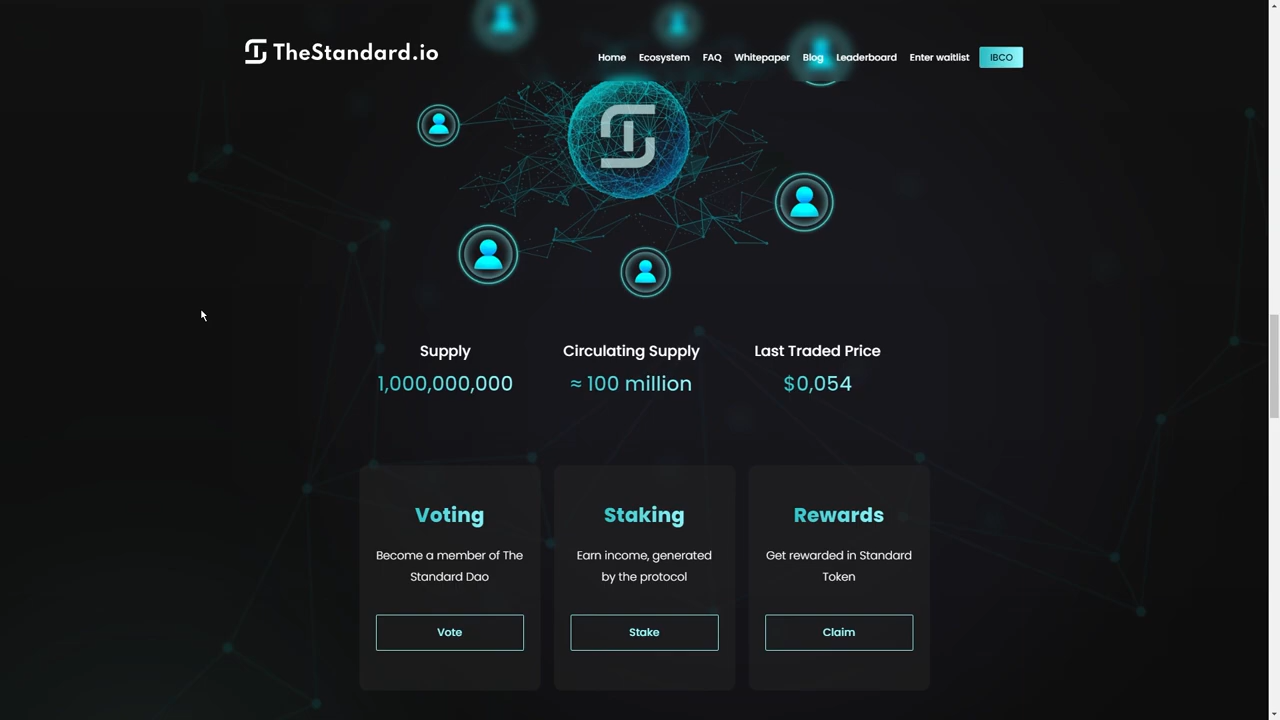 TheStandard.io
Home Ecosystem FAQ Whitepaper Blog Leaderboard Enter waitlist IBCO
Supply Circulating Supply Last Traded Price
1,000,000,000 ≈ 100 million $0,054
Voting
Become a member of The
Standard Dao
Vote
Staking
Earn income, generated
by the protocol
Stake
Rewards
Get rewarded in Standard
Token
Claim